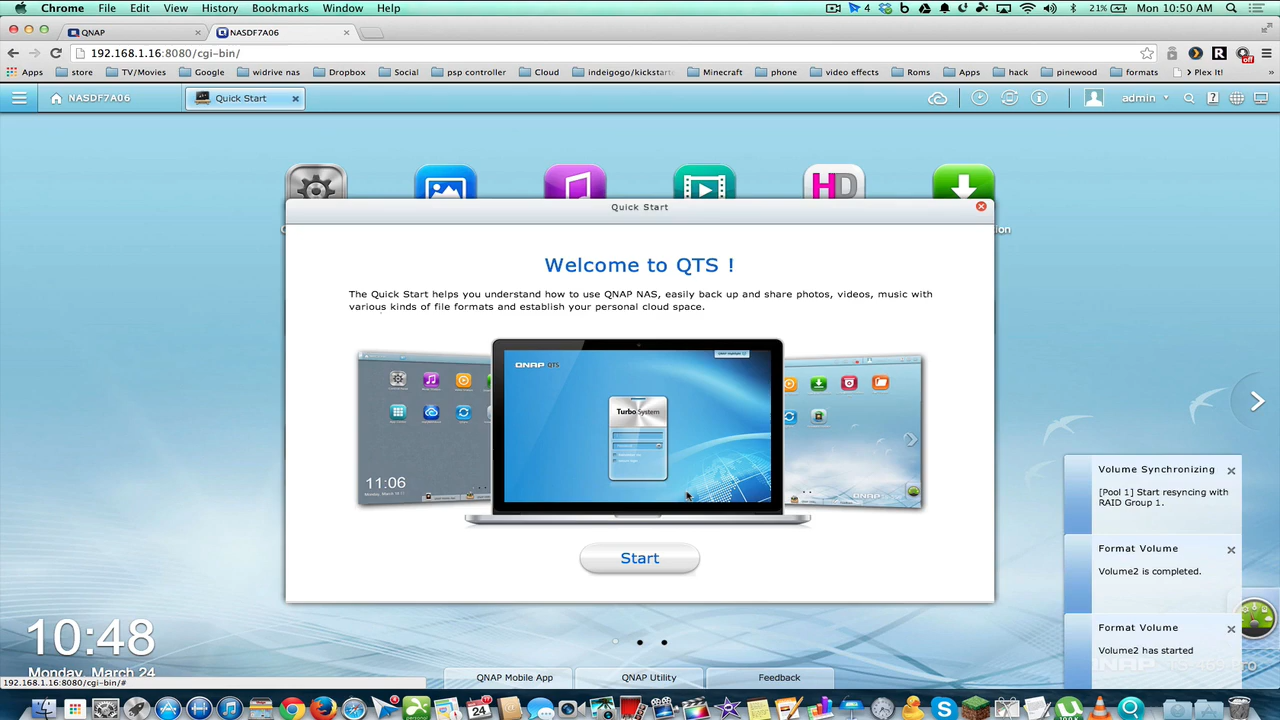 Chrome File Edit View History Bookmarks Window Help
4
21%
Mon 10:50 AM
QNAP
NASDF7A06
192.168.1.16:8080/cgi-bin/
R
off
Apps store TV/Movies Google widrive nas Dropbox Social psp controller Cloud indeigogo/kickstart Minecraft phone video effects Roms Apps hack pinewood formats Plex It! »
NASDF7A06
Quick Start
admin
HD
ion
Quick Start
Welcome to QTS !
The Quick Start helps you understand how to use QNAP NAS, easily back up and share photos, videos, music with
various kinds of file formats and establish your personal cloud space.
QNAP QTS
Turbo System
11:06
Start
Volume Synchronizing
[Pool 1] Start resyncing with
RAID Group 1.
Format Volume
Volume2 is completed.
Format Volume
Volume2 has started
10:48
Monday, March 24
192.168.1.16:8080/cgi-bin/#
QNAP Mobile App
QNAP Utility
Feedback
24